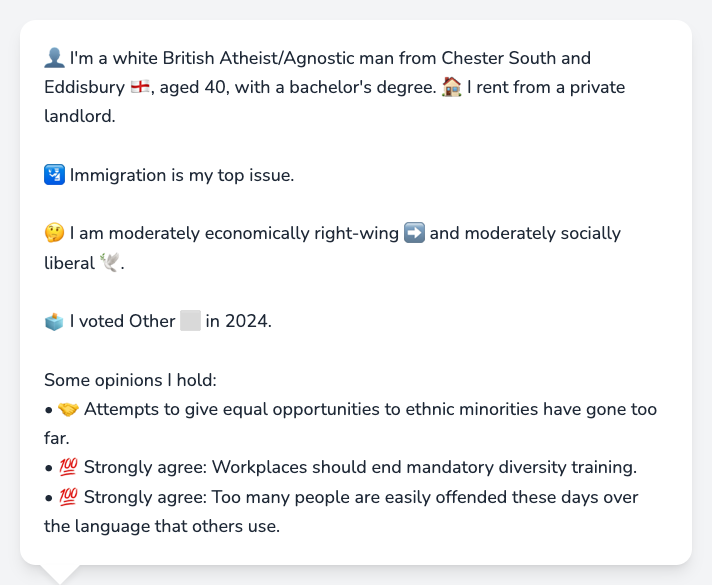 👤 I'm a white British Atheist/Agnostic man from Chester South and
Eddisbury 🏴󠁧󠁢󠁥󠁮󠁧󠁿, aged 40, with a bachelor's degree. 🏠 I rent from a private
landlord.
🛂 Immigration is my top issue.
🤔 I am moderately economically right-wing ➡️ and moderately socially
liberal 🕊️.
🗳️ I voted Other ⬜ in 2024.
Some opinions I hold:
• 🤝 Attempts to give equal opportunities to ethnic minorities have gone too
far.
• 💯 Strongly agree: Workplaces should end mandatory diversity training.
• 💯 Strongly agree: Too many people are easily offended these days over
the language that others use.